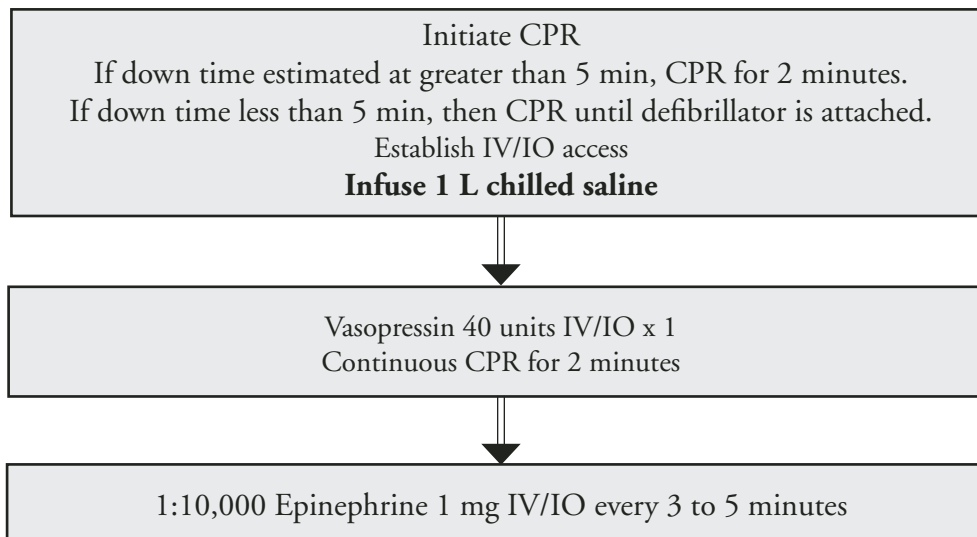 Initiate CPR
If down time estimated at greater than 5 min, CPR for 2 minutes.
If down time less than 5 min, then CPR until defibrillator is attached.
Establish IV/IO access
Infuse 1 L chilled saline
Vasopressin 40 units IV/IO x 1
Continuous CPR for 2 minutes
1:10,000 Epinephrine 1 mg IV/IO every 3 to 5 minutes